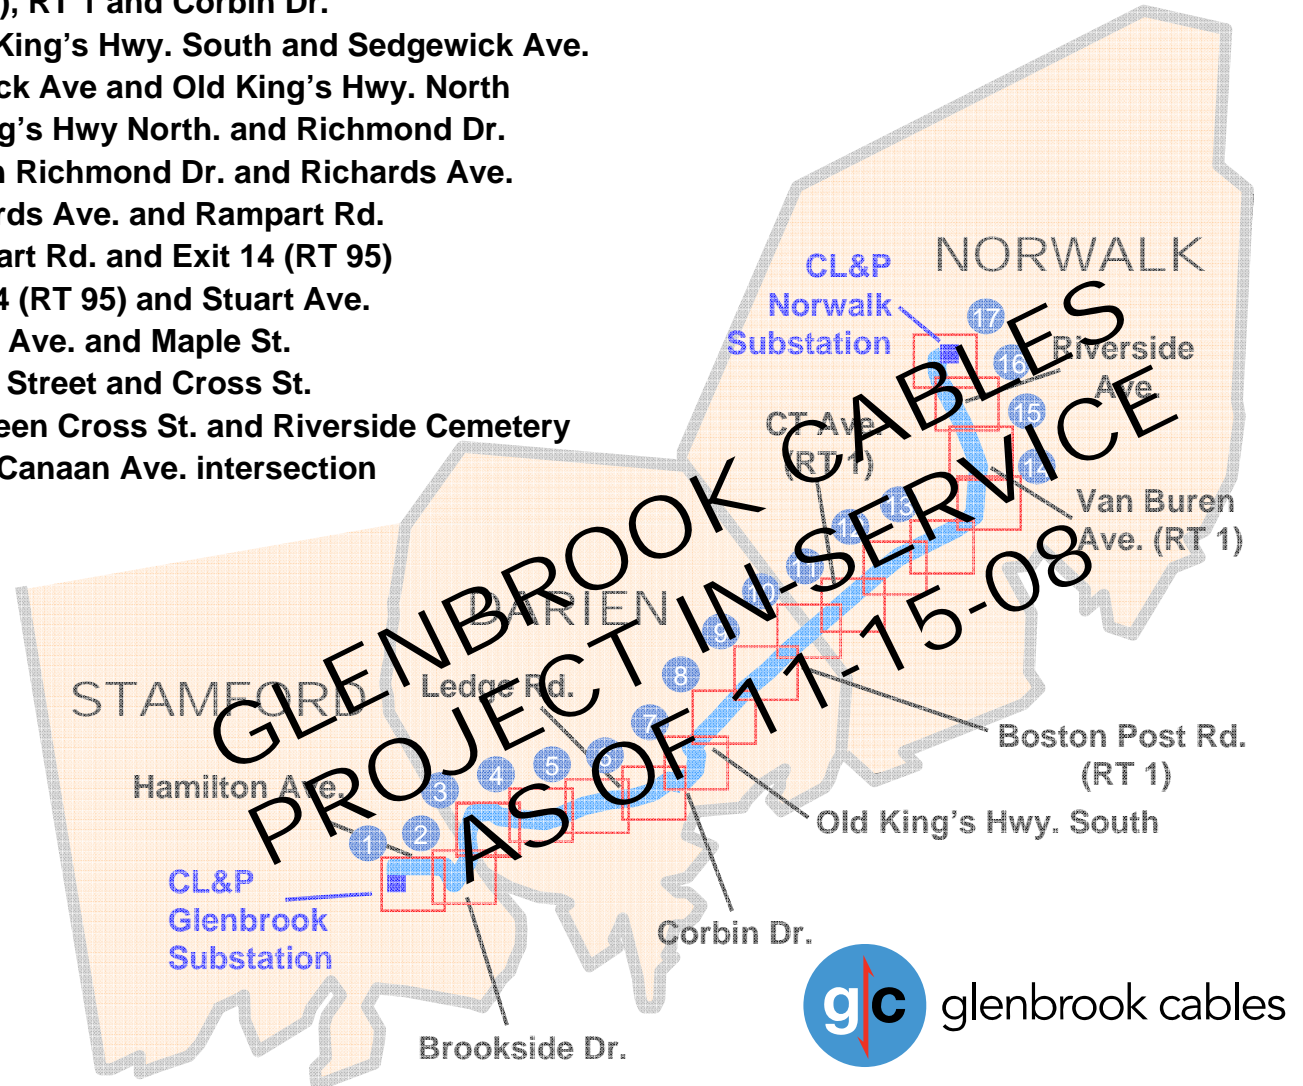 ), RT 1 and Corbin Dr.
King's Hwy. South and Sedgewick Ave.
ck Ave and Old King's Hwy. North
g's Hwy North. and Richmond Dr.
n Richmond Dr. and Richards Ave.
rds Ave. and Rampart Rd.
art Rd. and Exit 14 (RT 95)
4 (RT 95) and Stuart Ave.
Ave. and Maple St.
Street and Cross St.
een Cross St. and Riverside Cemetery
Canaan Ave. intersection
NORWALK
CL&P
Norwalk
Substation
17
16
Riverside
Ave.
15
CT Ave.
(RT 1)
14
13
12
11
10
9
8
7
6
5
4
3
2
1
Van Buren
Ave. (RT 1)
DARIEN
STAMFORD
Ledge Rd.
Hamilton Ave.
GLENBROOK CABLES
PROJECT IN-SERVICE
AS OF 11-15-08
Boston Post Rd.
(RT 1)
Old King's Hwy. South
CL&P
Glenbrook
Substation
Corbin Dr.
Brookside Dr.
g c glenbrook cables